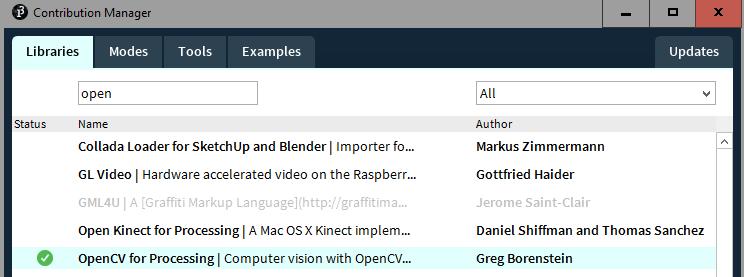 Contribution Manager
Libraries Modes Tools Examples Updates
open All
Status Name Author
Collada Loader for SketchUp and Blender | Importer fo... Markus Zimmermann
GL Video | Hardware accelerated video on the Raspberr... Gottfried Haider
GML4U | A [Graffiti Markup Language](http://graffitima... Jerome Saint-Clair
Open Kinect for Processing | A Mac OS X Kinect implem... Daniel Shiffman and Thomas Sanchez
OpenCV for Processing | Computer vision with OpenCV... Greg Borenstein